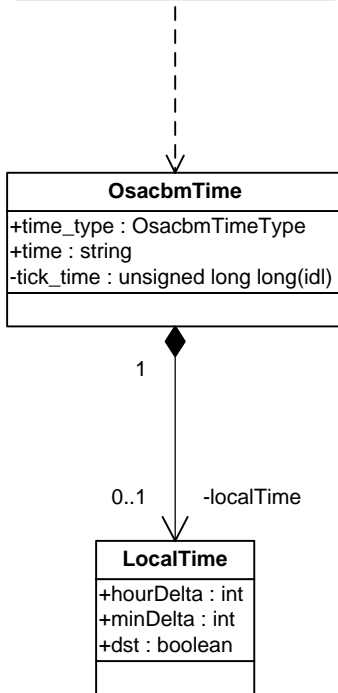 OsacbmTime
+time_type : OsacbmTimeType
+time : string
-tick_time : unsigned long long(idl)
1
0..1 -localTime
LocalTime
+hourDelta : int
+minDelta : int
+dst : boolean